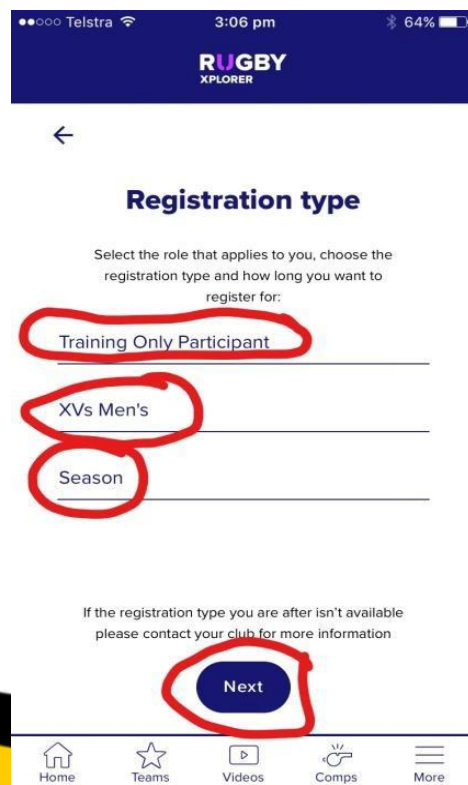 Telstra 3:06 pm 64%
RUGBY
XPLORER
Registration type
Select the role that applies to you, choose the
registration type and how long you want to
register for:
Training Only Participant
XVs Men's
Season
If the registration type you are after isn't available
please contact your club for more information
Next
Home Teams Videos Comps More